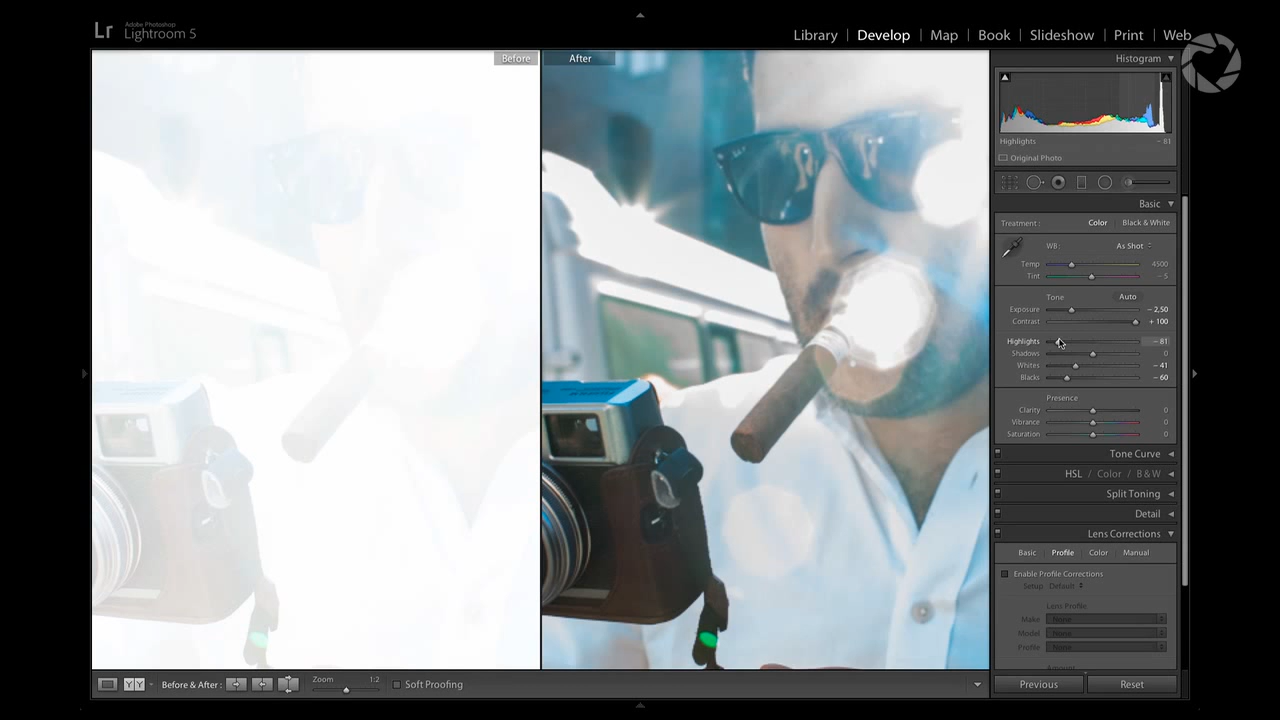 Lr Adobe Photoshop
Lightroom 5
Library | Develop | Map | Book | Slideshow | Print | Web
Before
After
Histogram
Highlights − 81
Original Photo
Basic
Treatment : Color Black & White
WB: As Shot
Temp 4500
Tint − 5
Tone Auto
Exposure − 2,50
Contrast + 100
Highlights − 81
Shadows 0
Whites − 41
Blacks − 60
Presence
Clarity 0
Vibrance 0
Saturation 0
Tone Curve
HSL / Color / B & W
Split Toning
Detail
Lens Corrections
Basic Profile Color Manual
Enable Profile Corrections
Setup Default
Lens Profile
Make None
Model None
Profile None
Amount
YY Before & After : Zoom 1:2 Soft Proofing
Previous Reset